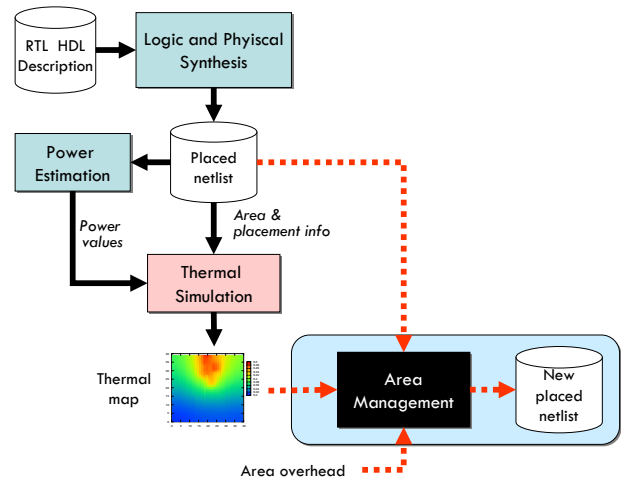 RTL HDL
Description
Logic and Phyiscal
Synthesis
Power
Estimation
Placed
netlist
Power
values
Area &
placement info
Thermal
Simulation
Thermal
map
Area
Management
New
placed
netlist
Area overhead